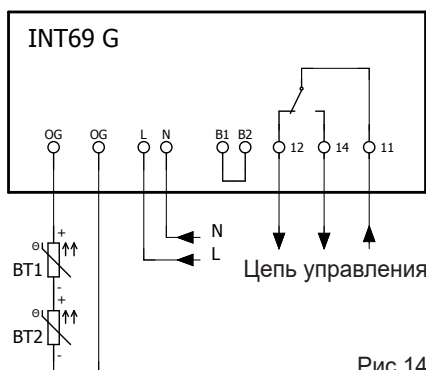 INT69 G
OG OG L N B1 B2 12 14 11
N
L
Цепь управления
+
Θ
BT1
-
+
Θ
BT2
-
Рис.14